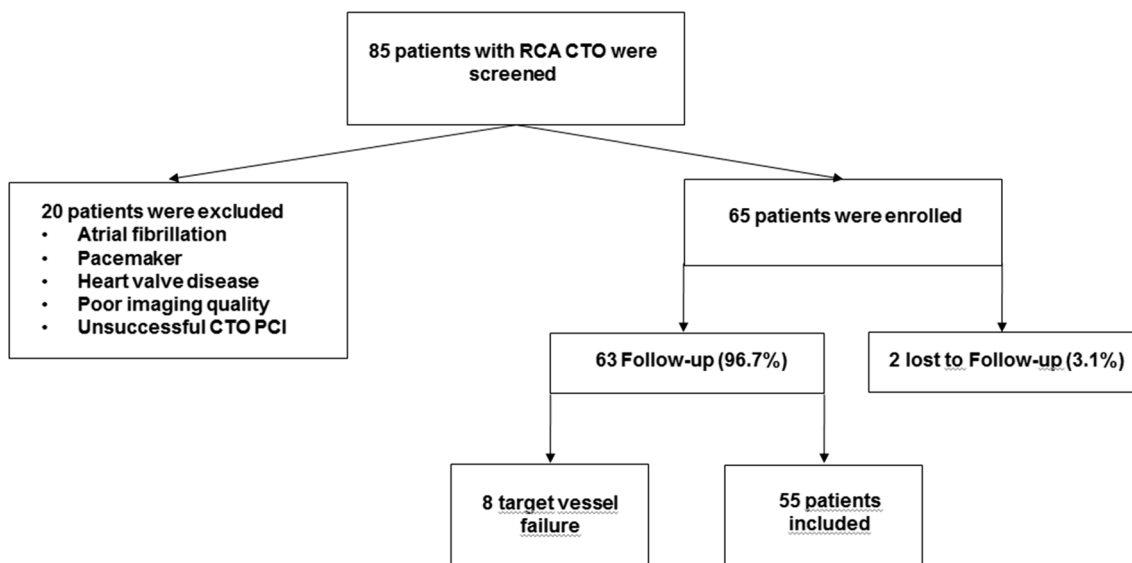 85 patients with RCA CTO were
screened
20 patients were excluded
• Atrial fibrillation
• Pacemaker
• Heart valve disease
• Poor imaging quality
• Unsuccessful CTO PCI
65 patients were enrolled
63 Follow-up (96.7%)
2 lost to Follow-up (3.1%)
8 target vessel
failure
55 patients
included